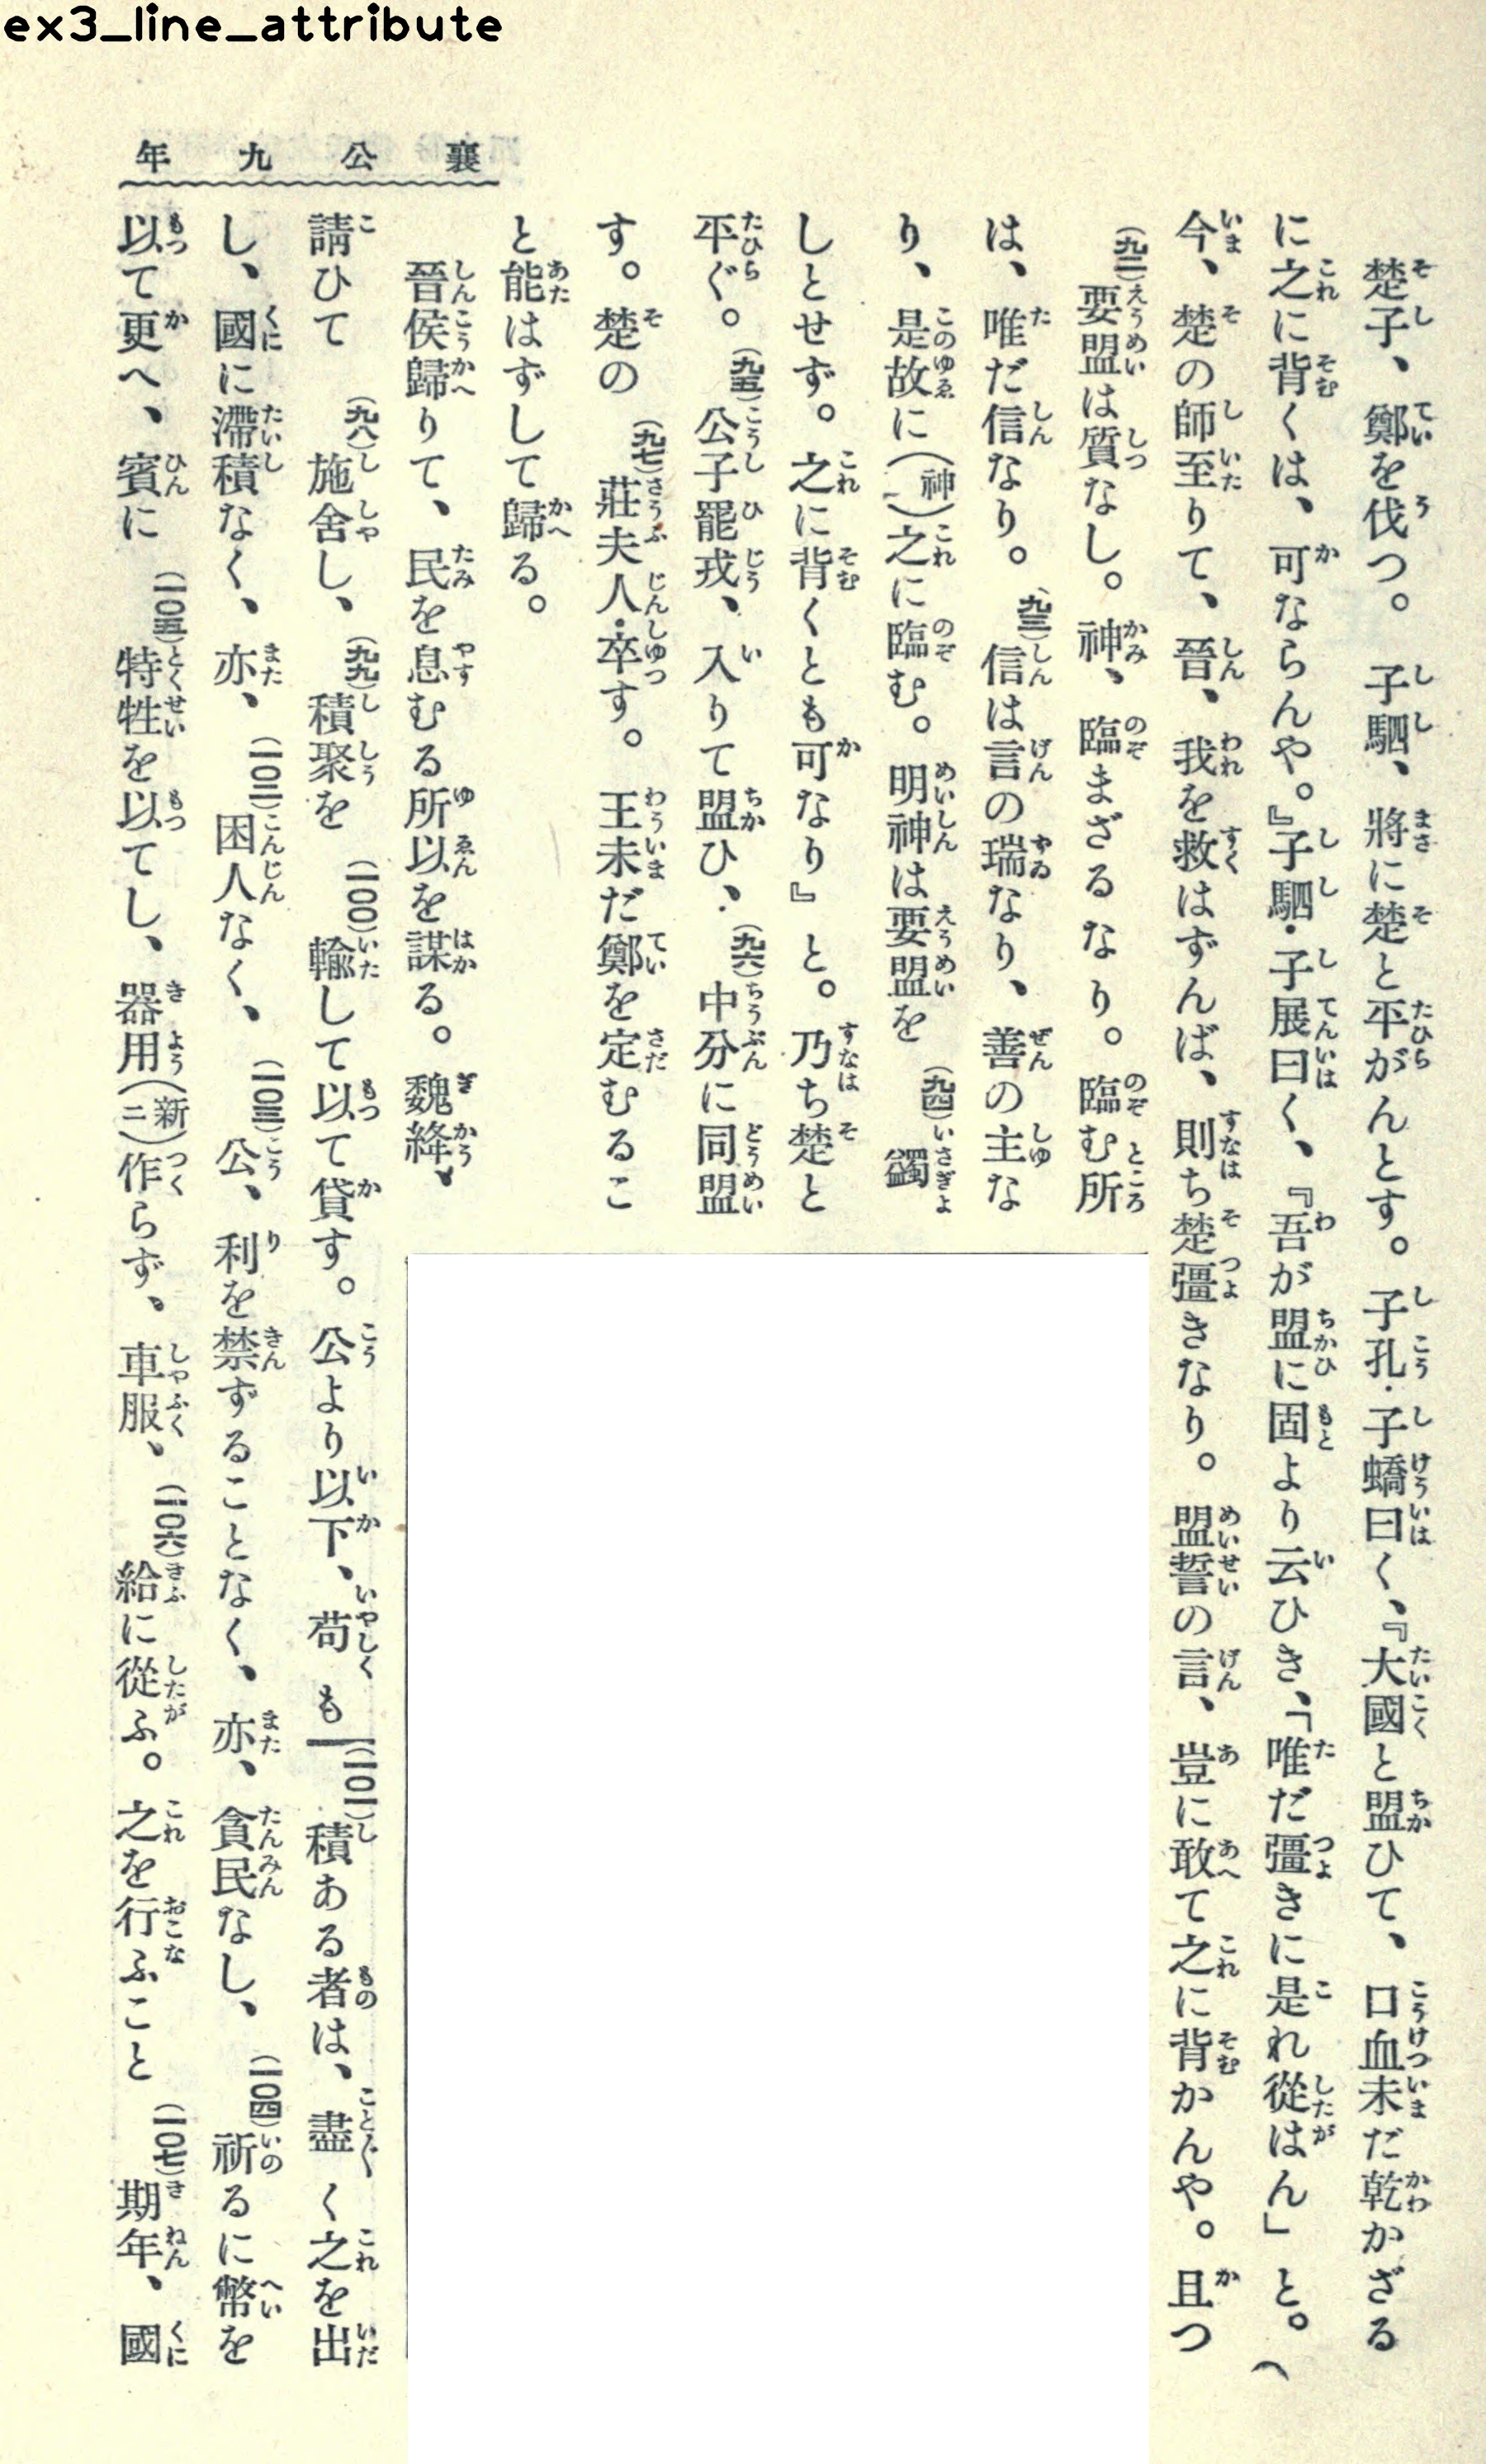 ex3_line_attribute
襄公九年
楚子、鄭を伐つ。子駟、將に楚と平がんとす。子孔・子蟜曰く、『大國と盟ひて、口血未だ乾かざる
に之に背くは、可ならんや。』子駟・子展曰く、『吾が盟に固より云ひき、「唯だ彊きに是れ從はん」と。
今、楚の師至りて、晉、我を救はずんば、則ち楚彊きなり。盟誓の言、豈に敢て之に背かんや。且つ
(九二)要盟は質なし。神、臨まざるなり。臨む所
は、唯だ信なり。(九三)信は言の瑞なり、善の主な
り、是故に(神)之に臨む。明神は要盟を(九四)蠲
しとせず。之に背くとも可なり』と。乃ち楚と
平ぐ。(九五)公子罷戎、入りて盟ひ、(九六)中分に同盟
す。楚の(九七)莊夫人・卒す。王未だ鄭を定むるこ
と能はずして歸る。
晉侯歸りて、民を息むる所以を謀る。魏絳、
請ひて(九八)施舍し、(九九)積聚を(一〇〇)輸して以て貸す。公より以下、苟も(一〇一)積ある者は、盡く之を出
し、國に滯積なく、亦、(一〇二)困人なく、(一〇三)公、利を禁ずることなく、亦、貪民なし、(一〇四)祈るに幣を
以て更へ、賓に(一〇五)特牲を以てし、器用(新ニ)作らず、車服、(一〇六)給に從ふ。之を行ふこと(一〇七)期年、國